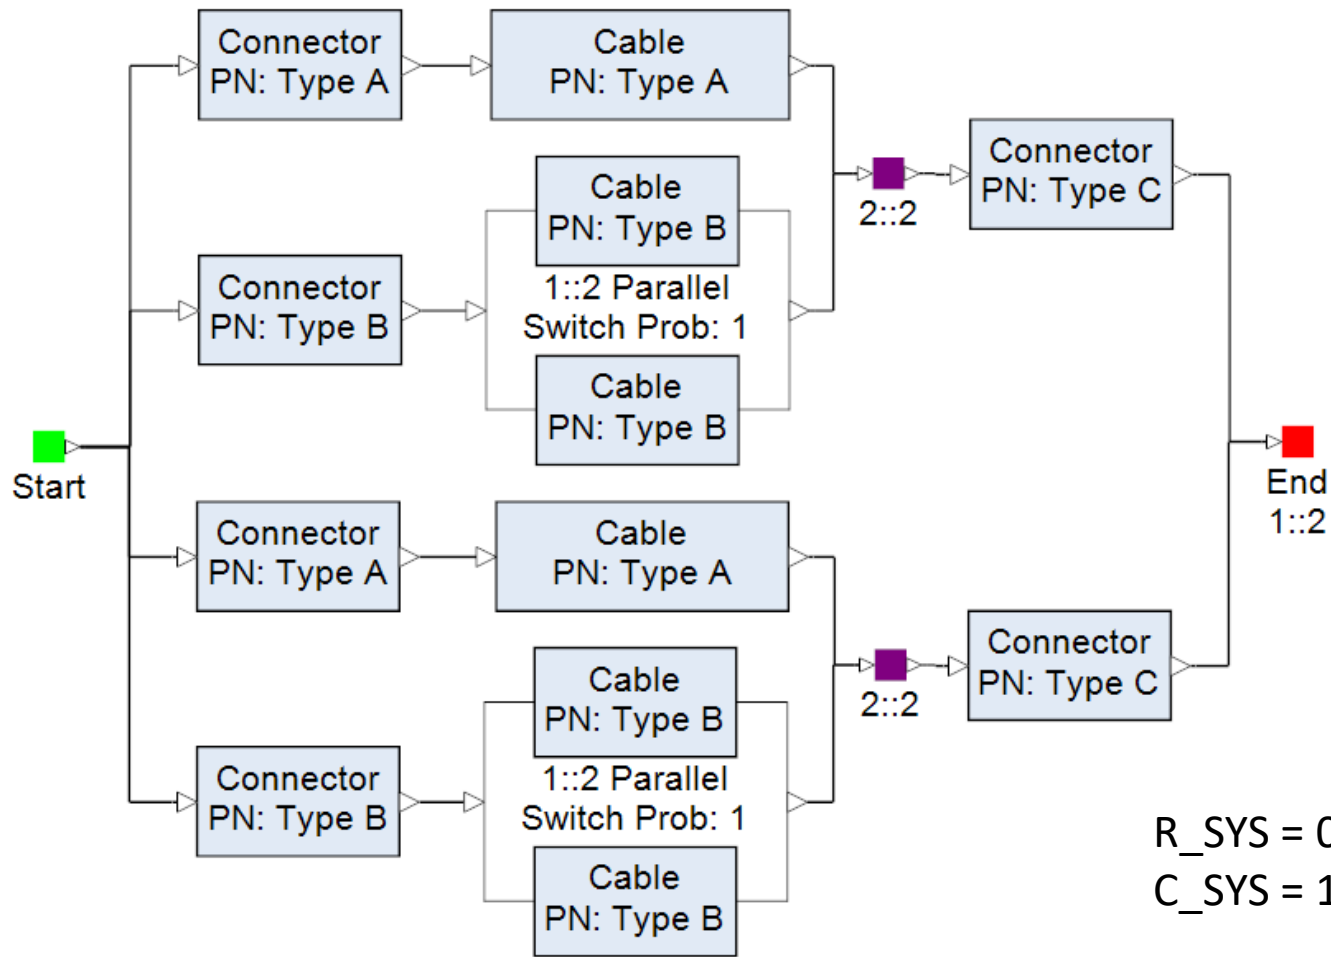 Connector
PN: Type A
Cable
PN: Type A
Connector
PN: Type B
Cable
PN: Type B
1::2 Parallel
Switch Prob: 1
Cable
PN: Type B
2::2
Connector
PN: Type C
Start
End
1::2
Connector
PN: Type A
Cable
PN: Type A
Connector
PN: Type B
Cable
PN: Type B
1::2 Parallel
Switch Prob: 1
Cable
PN: Type B
2::2
Connector
PN: Type C
R_SYS = 0
C_SYS = 1